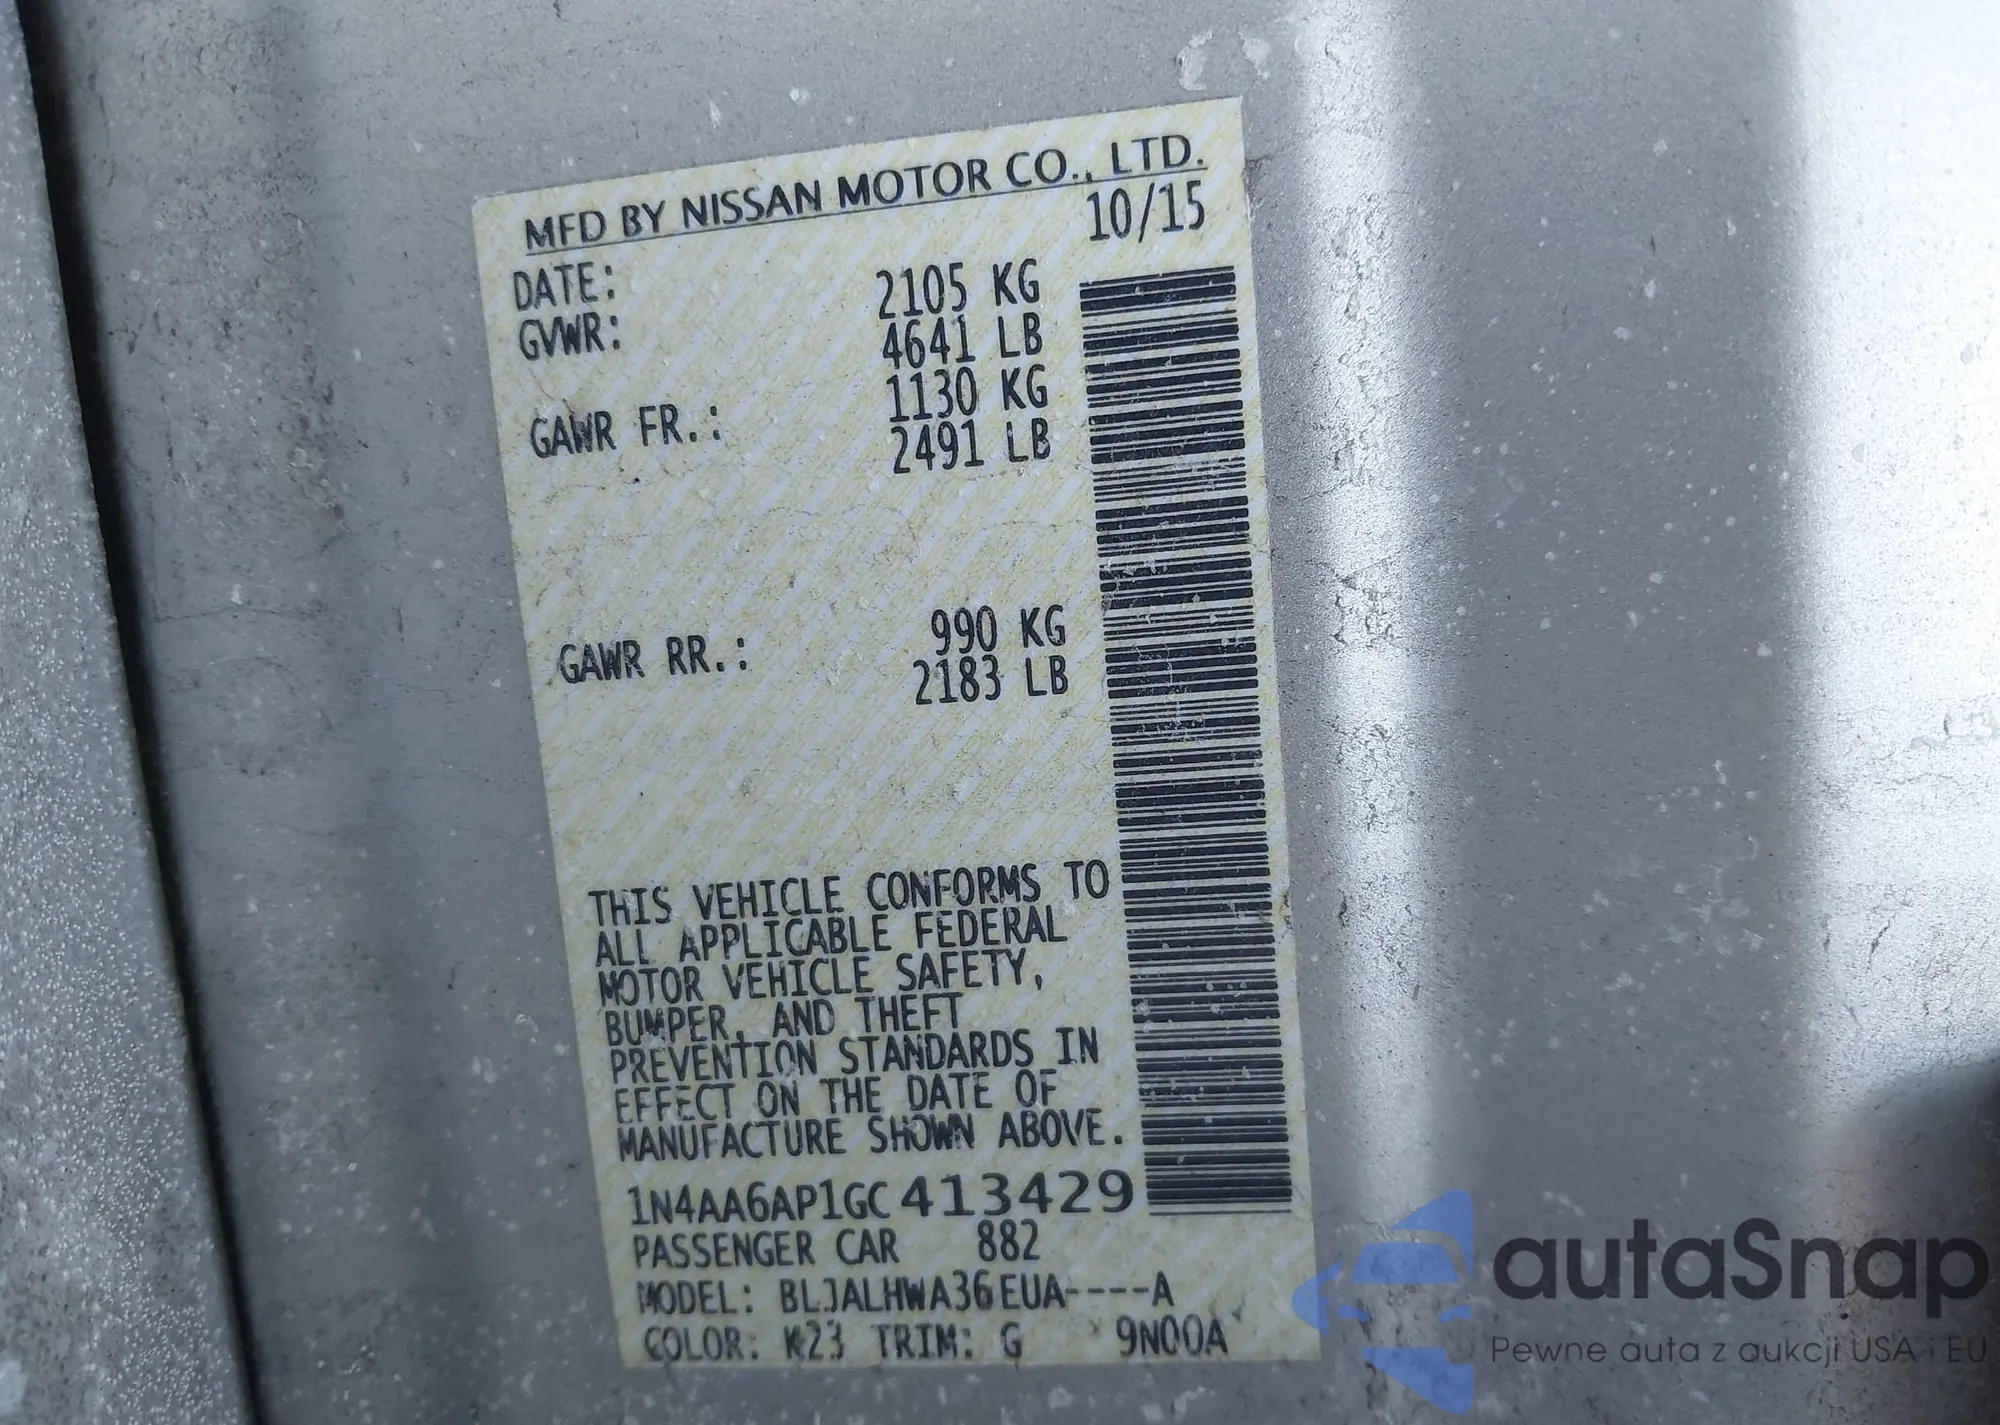 MFD BY NISSAN MOTOR CO., LTD.
DATE: 10/15
GVWR: 2105 KG
4641 LB
GAWR FR.: 1130 KG
2491 LB
GAWR RR.: 990 KG
2183 LB
THIS VEHICLE CONFORMS TO
ALL APPLICABLE FEDERAL
MOTOR VEHICLE SAFETY,
BUMPER, AND THEFT
PREVENTION STANDARDS IN
EFFECT ON THE DATE OF
MANUFACTURE SHOWN ABOVE.
1N4AA6AP1GC413429
PASSENGER CAR 882
MODEL: BLJALHWA36EUA----A
COLOR: K23 TRIM: G 9N00A
autaSnap
Pewne auta z aukcji USA i EU